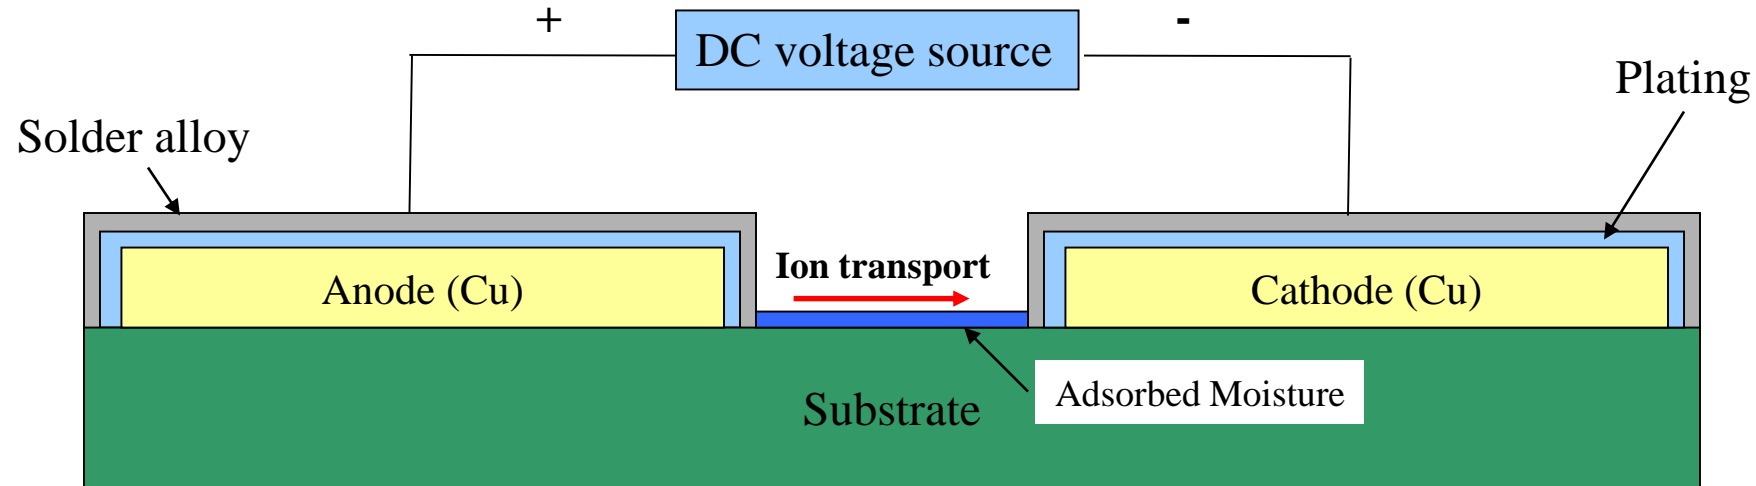 +
DC voltage source
-
Plating
Solder alloy
Ion transport
Anode (Cu)
Cathode (Cu)
Adsorbed Moisture
Substrate